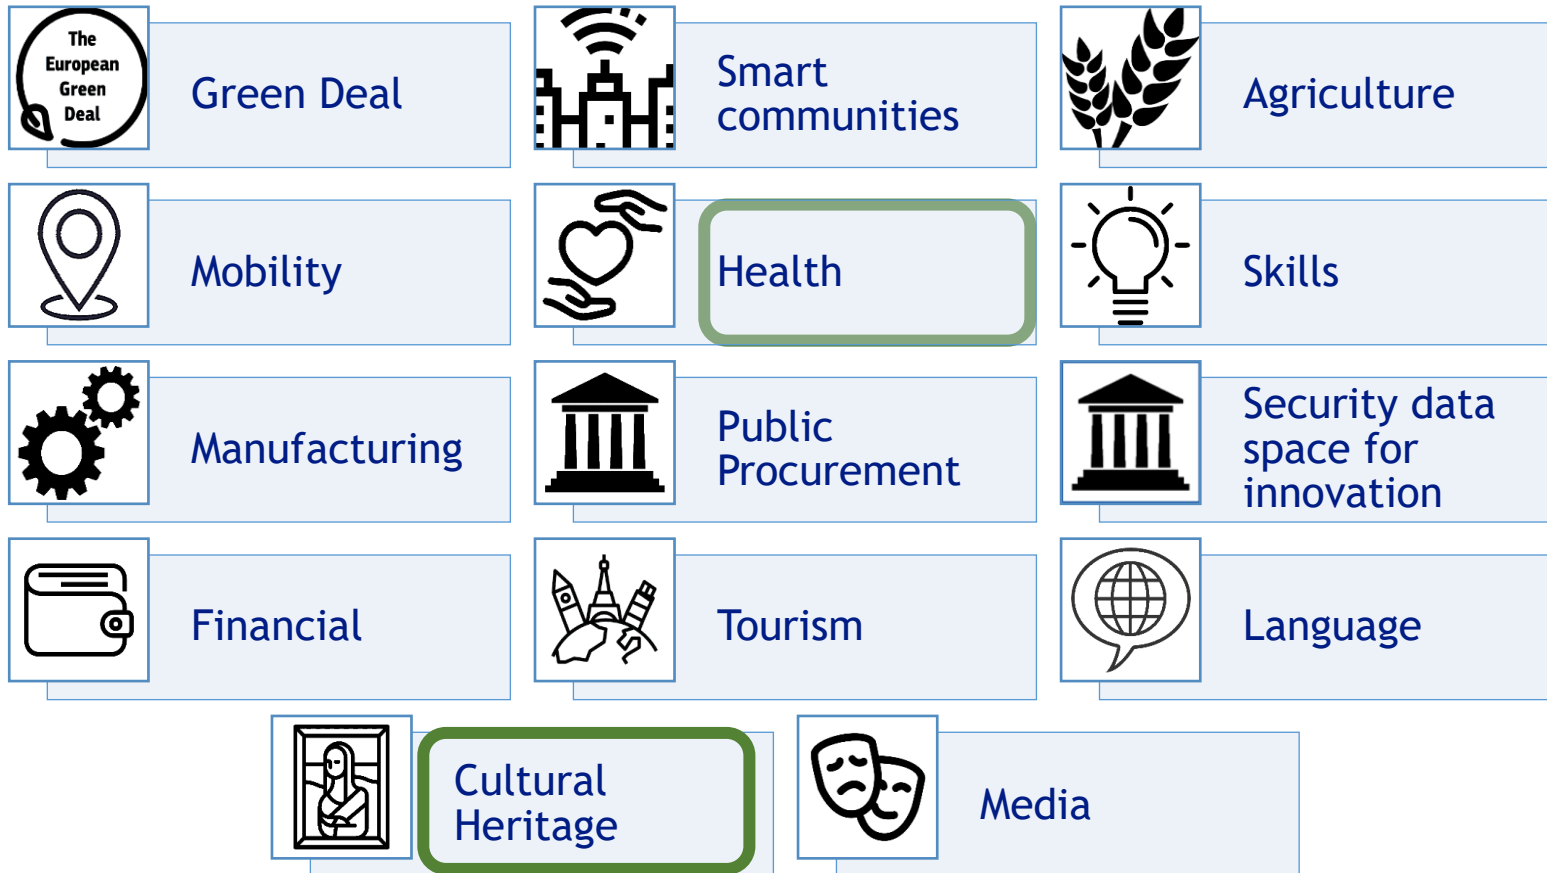 The
European
Green
Deal
Green Deal
Smart
communities
Agriculture
Mobility
Health
Skills
Manufacturing
Public
Procurement
Security data
space for
innovation
Financial
Tourism
Language
Cultural
Heritage
Media